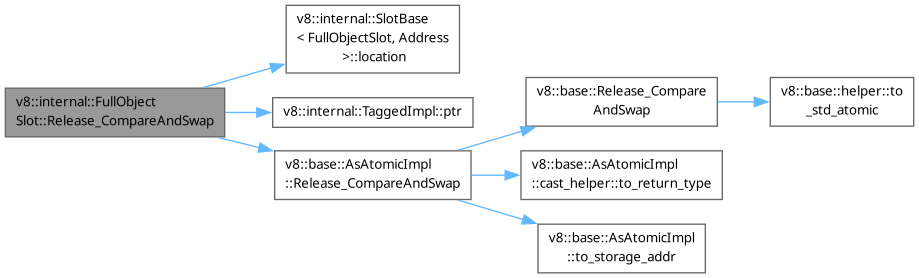 v8::internal::FullObject
Slot::Release_CompareAndSwap
v8::internal::SlotBase
< FullObjectSlot, Address
>::location
v8::internal::TaggedImpl::ptr
v8::base::AsAtomicImpl
::Release_CompareAndSwap
v8::base::Release_Compare
AndSwap
v8::base::helper::to
_std_atomic
v8::base::AsAtomicImpl
::cast_helper::to_return_type
v8::base::AsAtomicImpl
::to_storage_addr